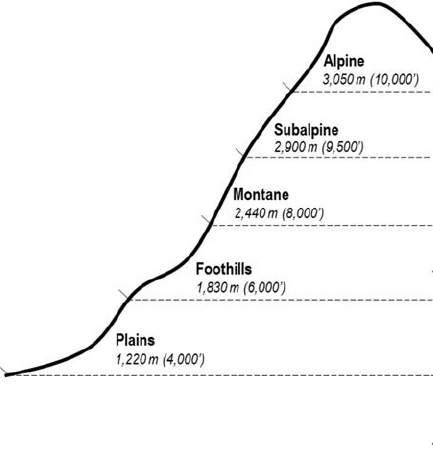 Alpine
3,050 m (10,000')
Subalpine
2,900 m (9,500')
Montane
2,440 m (8,000')
Foothills
1,830 m (6,000')
Plains
1,220 m (4,000')